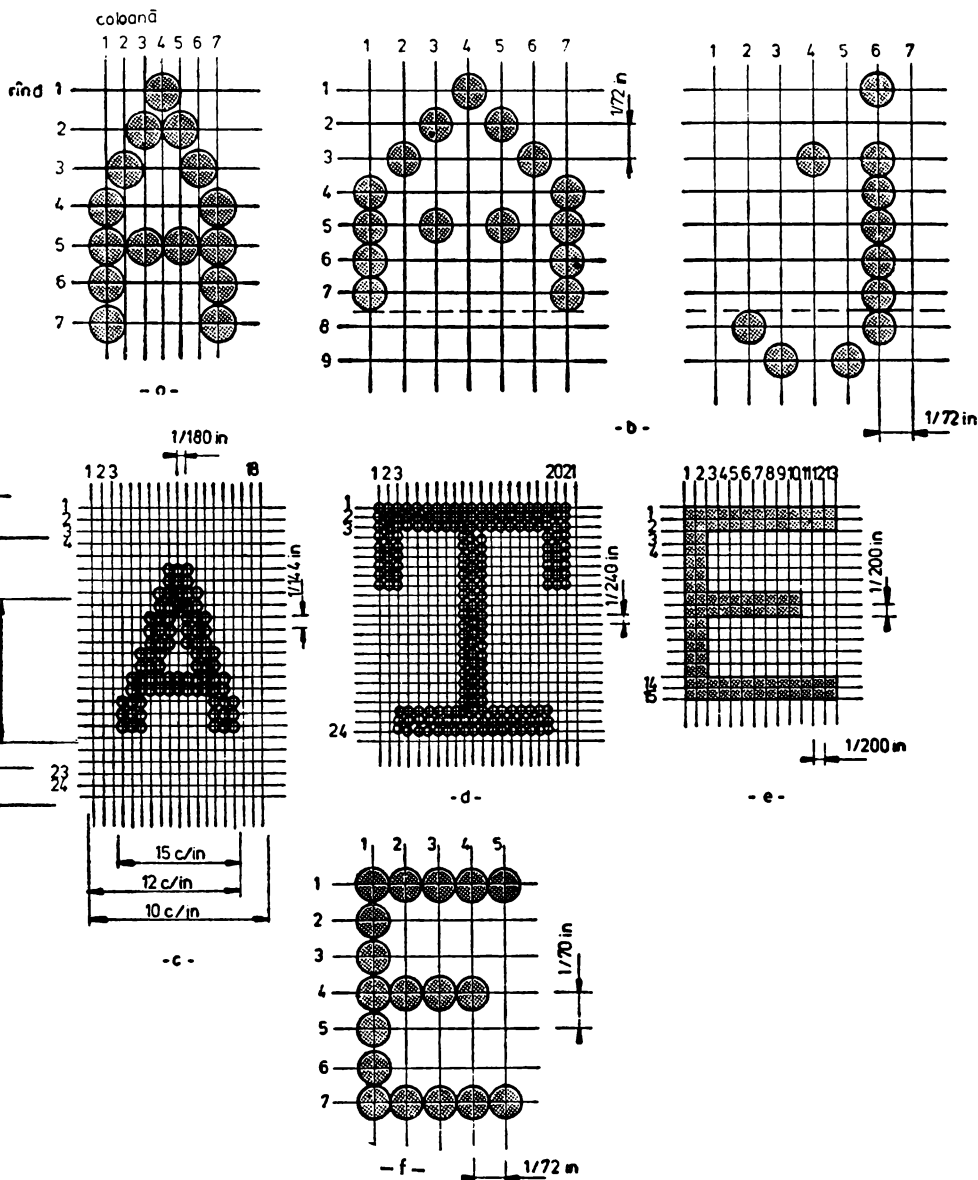 coloană
1 2 3 4 5 6 7
rînd 1
2
3
4
5
6
7
- a -
1 2 3 4 5 6 7
1
2
3
4
5
6
7
8
9
1/72 in
1 2 3 4 5 6 7
1/72 in
- b -
1/180 in
1 2 3 18
1
2
3
4
23
24
1/144 in
15 c/in
12 c/in
10 c/in
- c -
1 2 3 20 21
1
2
3
24
1/240 in
- d -
1 2 3 4 5 6 7 8 9 10 11 12 13
1
2
3
4
14
15
1/200 in
1/200 in
- e -
1 2 3 4 5
1
2
3
4
5
6
7
1/70 in
1/72 in
- f -